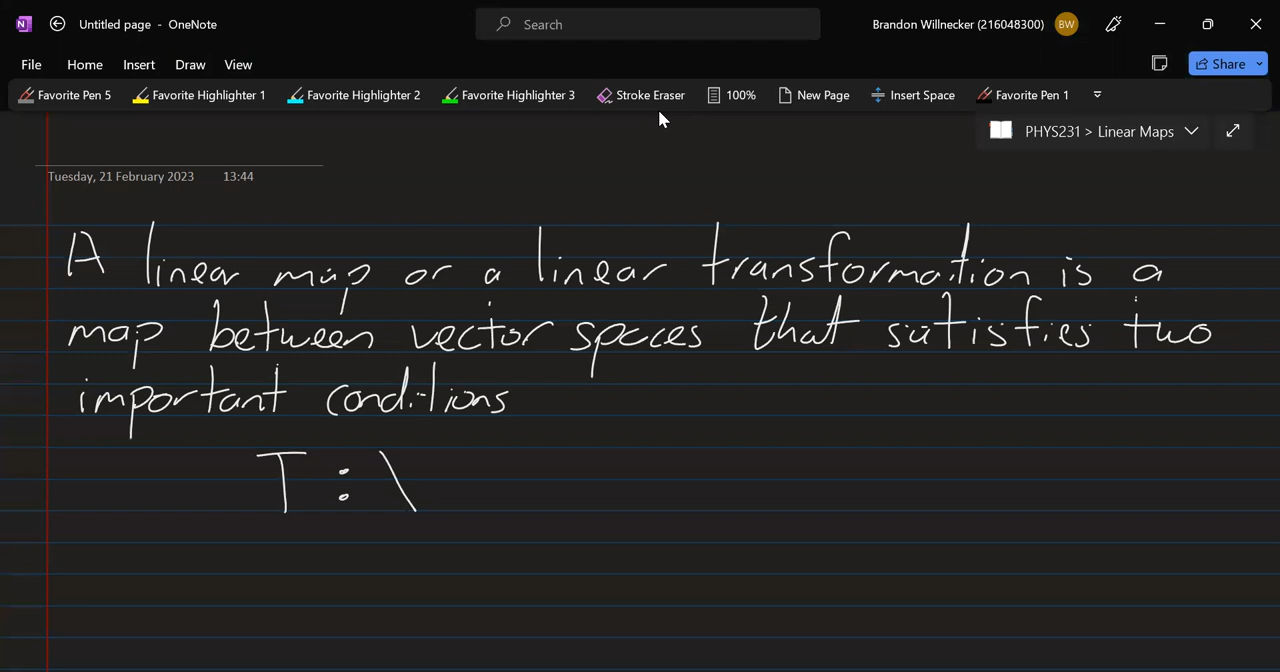 Untitled page - OneNote
Search
Brandon Willnecker (216048300)
BW
File Home Insert Draw View
Share
Favorite Pen 5 Favorite Highlighter 1 Favorite Highlighter 2 Favorite Highlighter 3 Stroke Eraser 100% New Page Insert Space Favorite Pen 1
PHYS231 > Linear Maps
Tuesday, 21 February 2023 13:44
A linear map or a linear transformation is a
map between vector spaces that satisfies two
important conditions
T : \